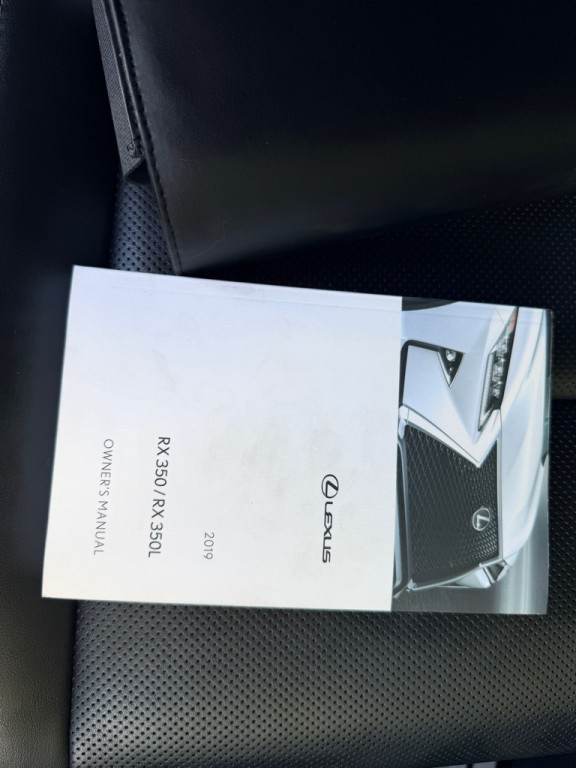 LEXUS
2019
RX 350 / RX 350L
OWNER'S MANUAL